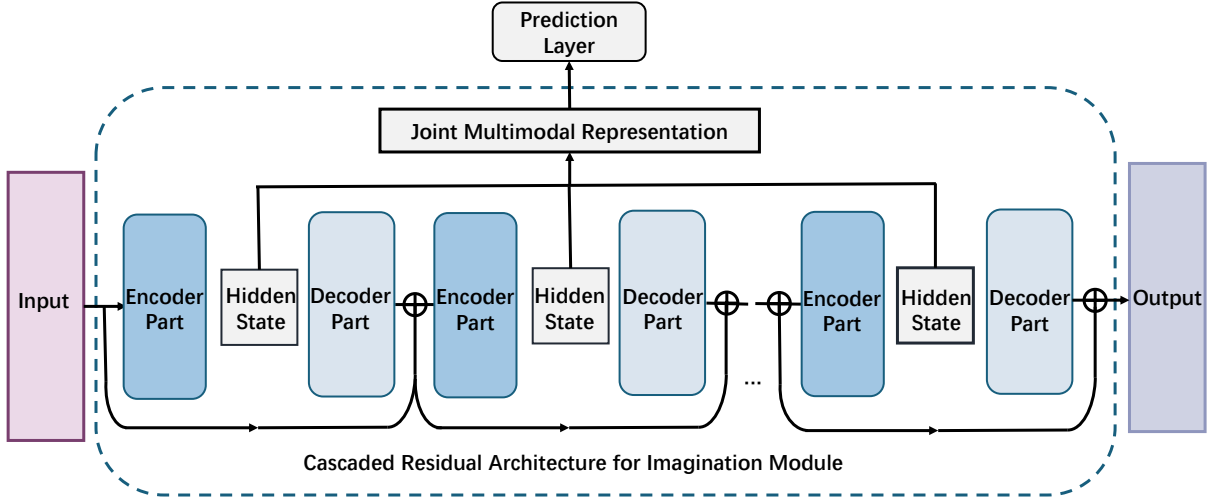 Prediction
Layer
Joint Multimodal Representation
Input
Encoder
Part
Hidden
State
Decoder
Part
Encoder
Part
Hidden
State
Decoder
Part
...
Encoder
Part
Hidden
State
Decoder
Part
Output
Cascaded Residual Architecture for Imagination Module